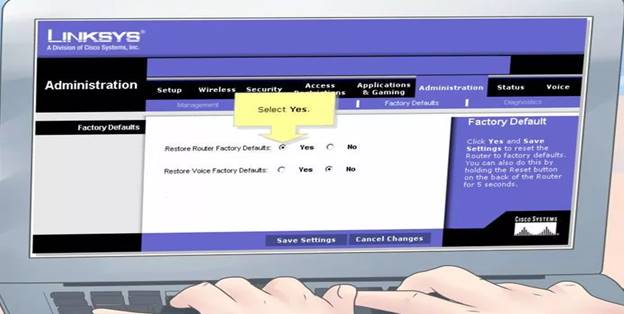 LINKSYS®
A Division of Cisco Systems, Inc.
Administration
Setup Wireless Security Access Restrictions Applications & Gaming Administration Status Voice
Management Factory Defaults Diagnostics
Select Yes.
Factory Defaults
Restore Router Factory Defaults: Yes No
Restore Voice Factory Defaults: Yes No
Factory Default
Click Yes and Save
Settings to reset the
Router to factory defaults.
You can also do this by
holding the Reset button
on the back of the Router
for 5 seconds.
CISCO SYSTEMS
Save Settings Cancel Changes